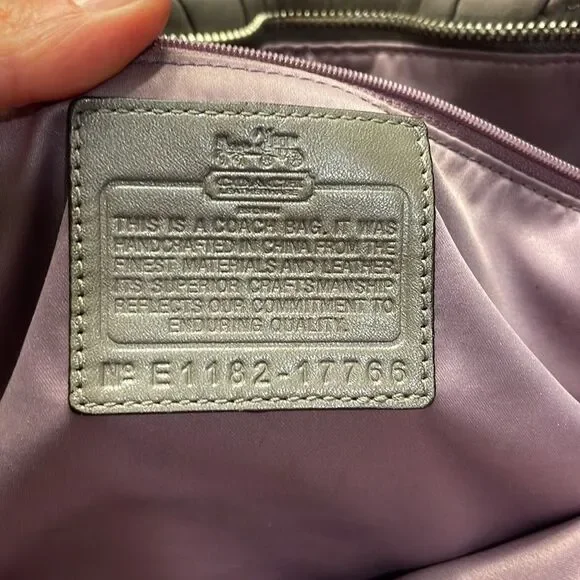 COACH
THIS IS A COACH BAG. IT WAS
HANDCRAFTED IN CHINA FROM THE
FINEST MATERIALS AND LEATHER.
ITS SUPERIOR CRAFTSMANSHIP
REFLECTS OUR COMMITMENT TO
ENDURING QUALITY.
Nº E1182-17766